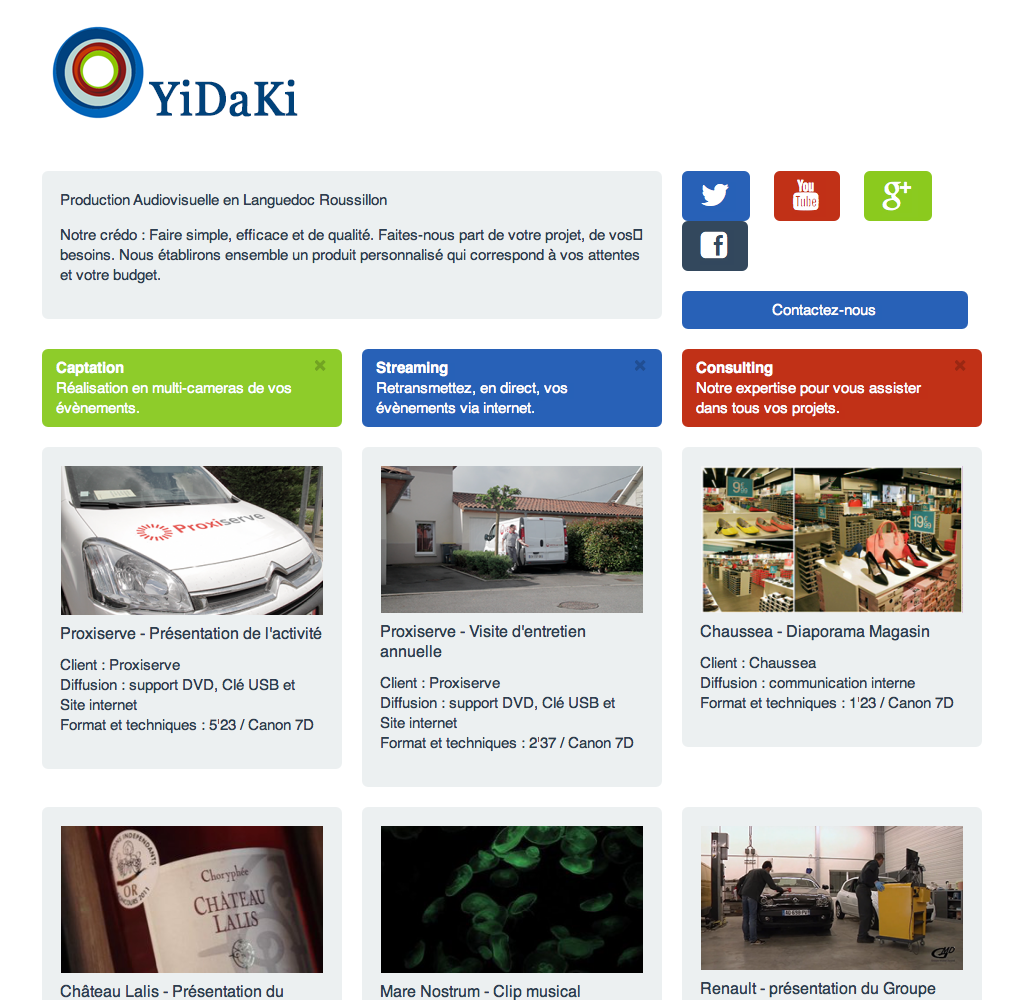 YiDaKi
Production Audiovisuelle en Languedoc Roussillon
Notre crédo : Faire simple, efficace et de qualité. Faites-nous part de votre projet, de vos
besoins. Nous établirons ensemble un produit personnalisé qui correspond à vos attentes
et votre budget.
You
Tube
g+
f
Contactez-nous
Captation
Réalisation en multi-cameras de vos
évènements.
Streaming
Retransmettez, en direct, vos
évènements via internet.
Consulting
Notre expertise pour vous assister
dans tous vos projets.
Proxiserve
Proxiserve - Présentation de l'activité
Client : Proxiserve
Diffusion : support DVD, Clé USB et
Site internet
Format et techniques : 5'23 / Canon 7D
Proxiserve - Visite d'entretien
annuelle
Client : Proxiserve
Diffusion : support DVD, Clé USB et
Site internet
Format et techniques : 2'37 / Canon 7D
Chaussea - Diaporama Magasin
Client : Chaussea
Diffusion : communication interne
Format et techniques : 1'23 / Canon 7D
OR
Choryphée
CHÂTEAU
LALIS
Château Lalis - Présentation du
Mare Nostrum - Clip musical
Renault - présentation du Groupe